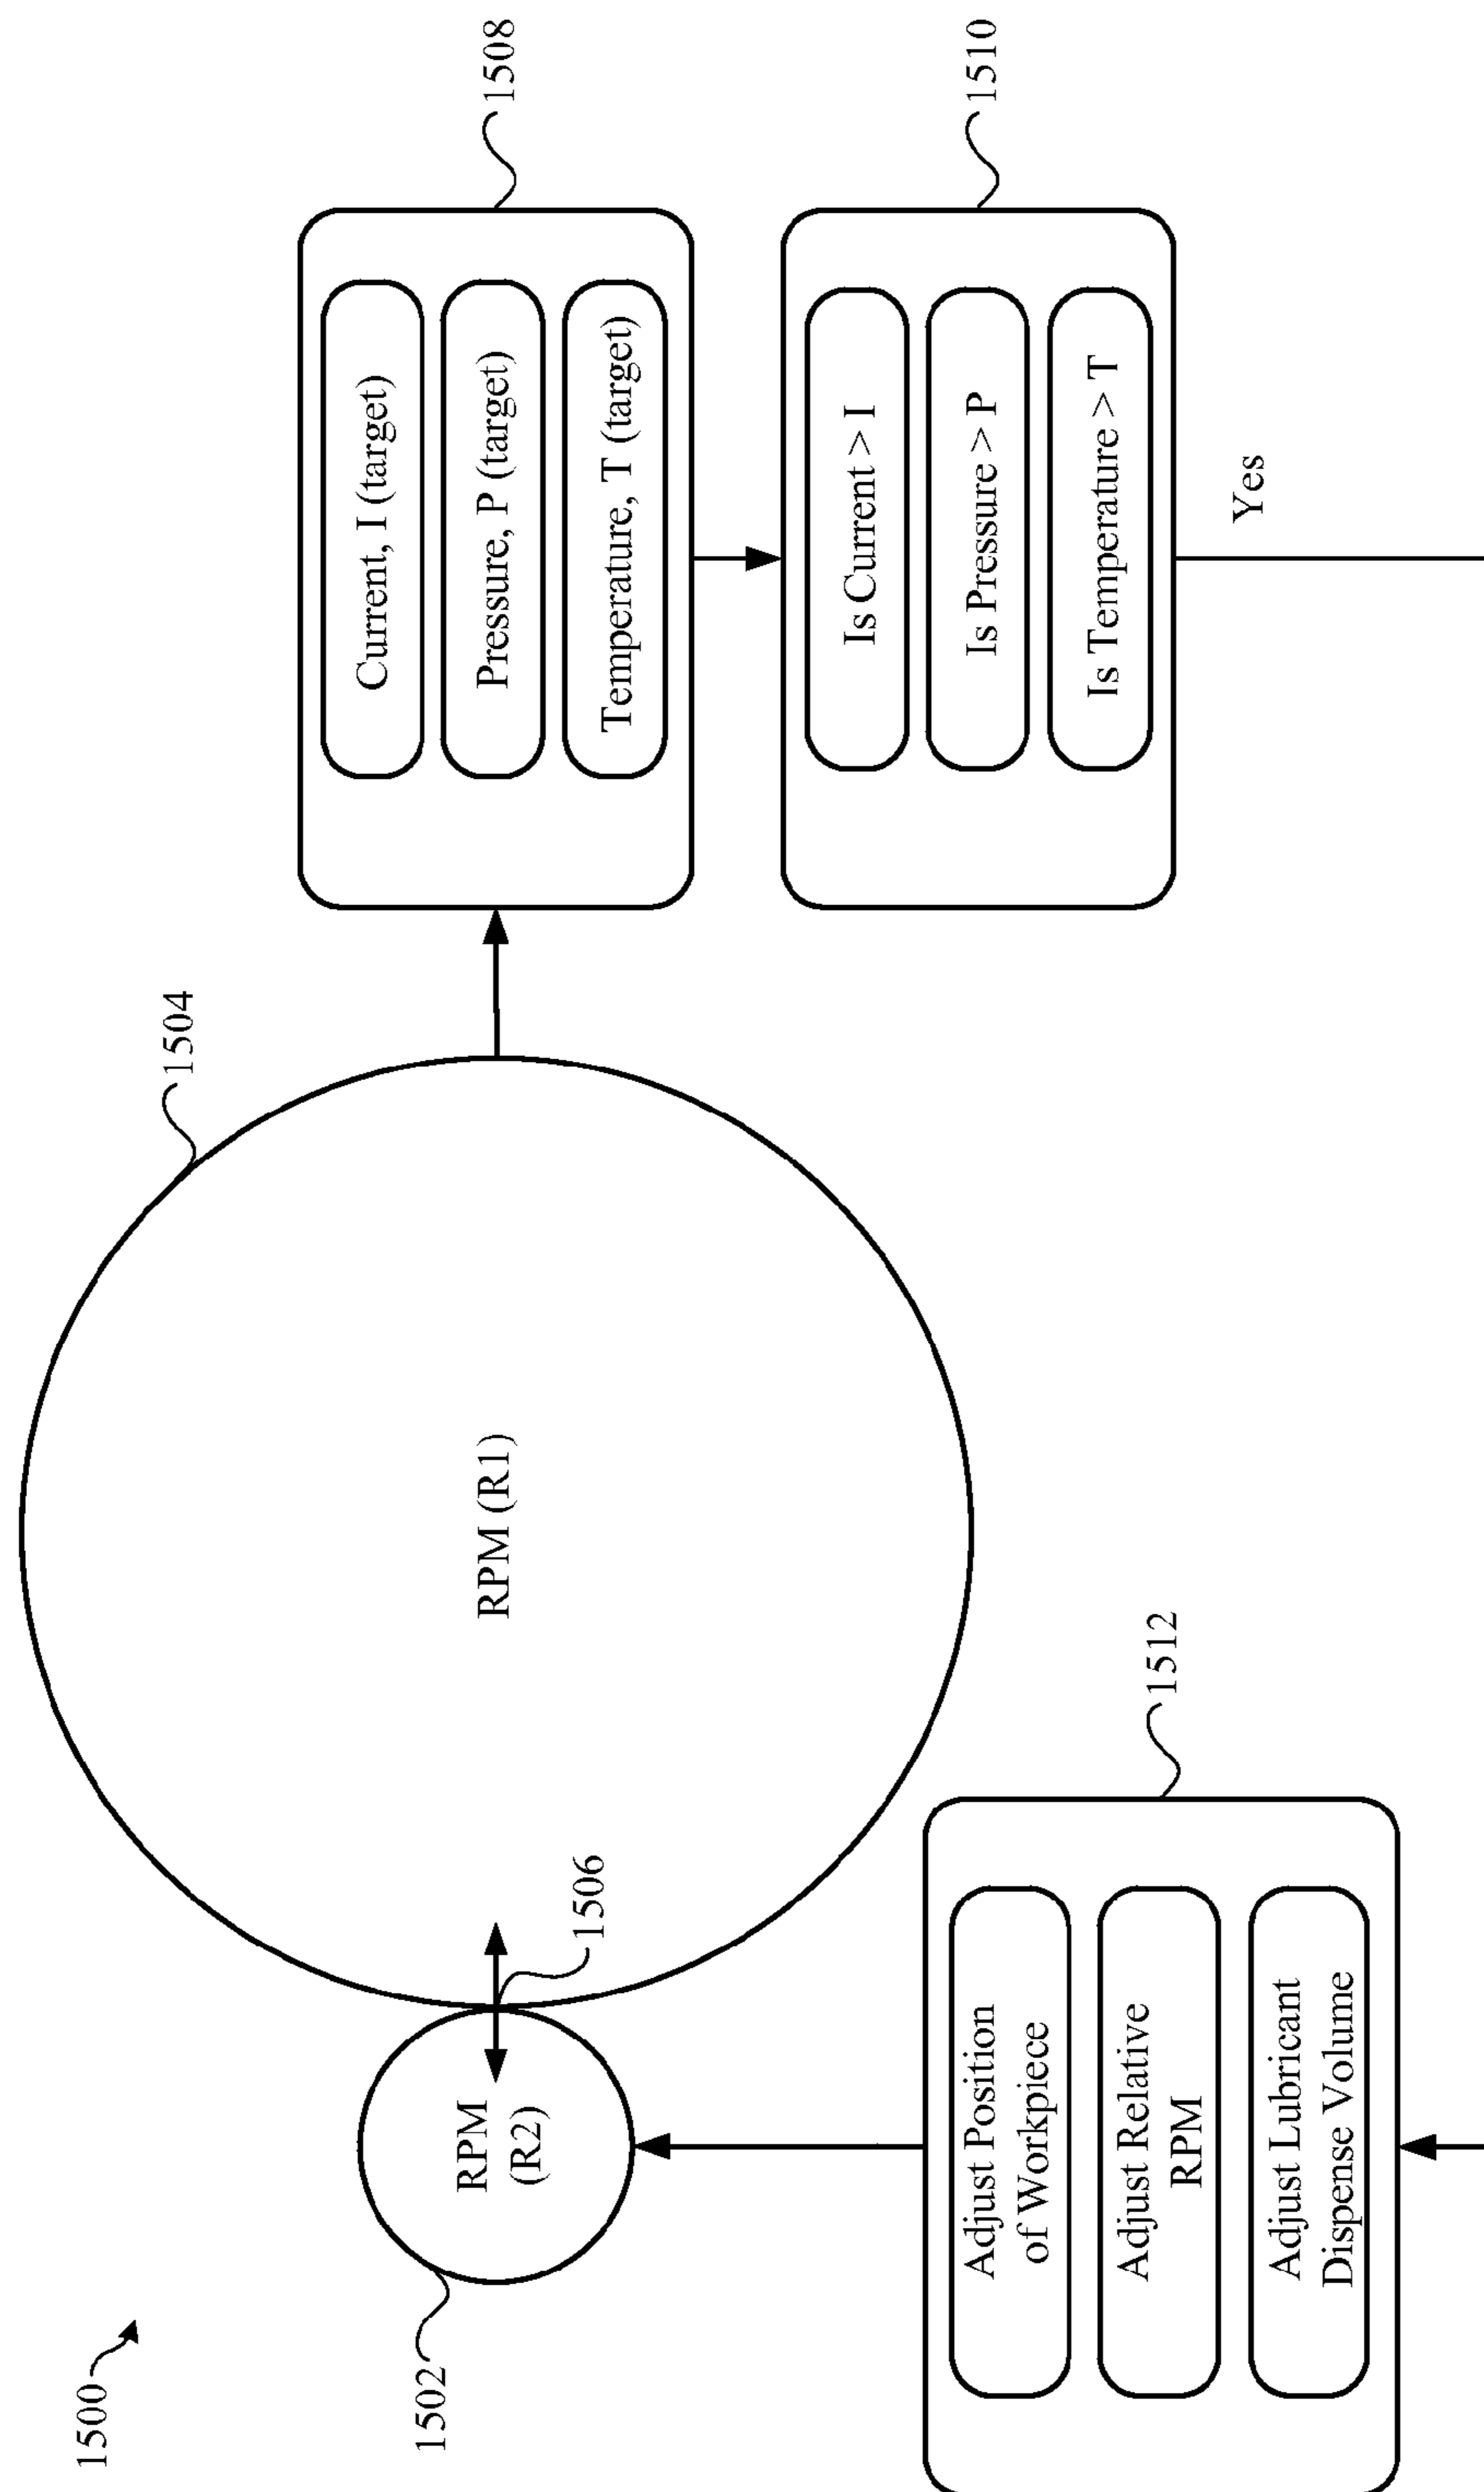 1500
1502
RPM
(R2)
1506
RPM (R1)
1504
Current, I (target)
Pressure, P (target)
Temperature, T (target)
1508
Is Current > I
Is Pressure > P
Is Temperature > T
1510
Yes
Adjust Position
of Workpiece
Adjust Relative
RPM
Adjust Lubricant
Dispense Volume
1512